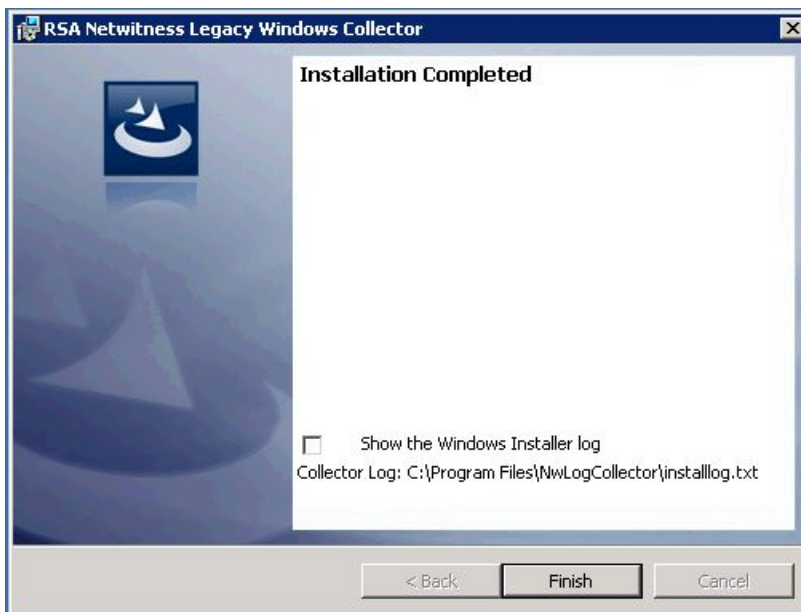 RSA Netwitness Legacy Windows Collector
Installation Completed
Show the Windows Installer log
Collector Log: C:\Program Files\NwLogCollector\installlog.txt
< Back
Finish
Cancel